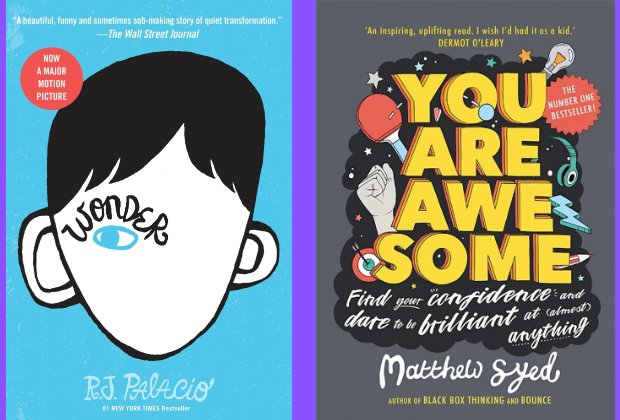 "A beautiful, funny and sometimes sob-making story of quiet transformation."
—The Wall Street Journal
NOW
A MAJOR
MOTION
PICTURE
WONDER
R.J. PALACIO
#1 NEW YORK TIMES Bestseller
'An inspiring, uplifting read. I wish I'd had it as a kid.'
DERMOT O'LEARY
THE
NUMBER ONE
BESTSELLER!
YOU
ARE
AWE
SOME
Find your confidence and
dare to be brilliant at (almost)
anything
Matthew Syed
AUTHOR OF BLACK BOX THINKING AND BOUNCE